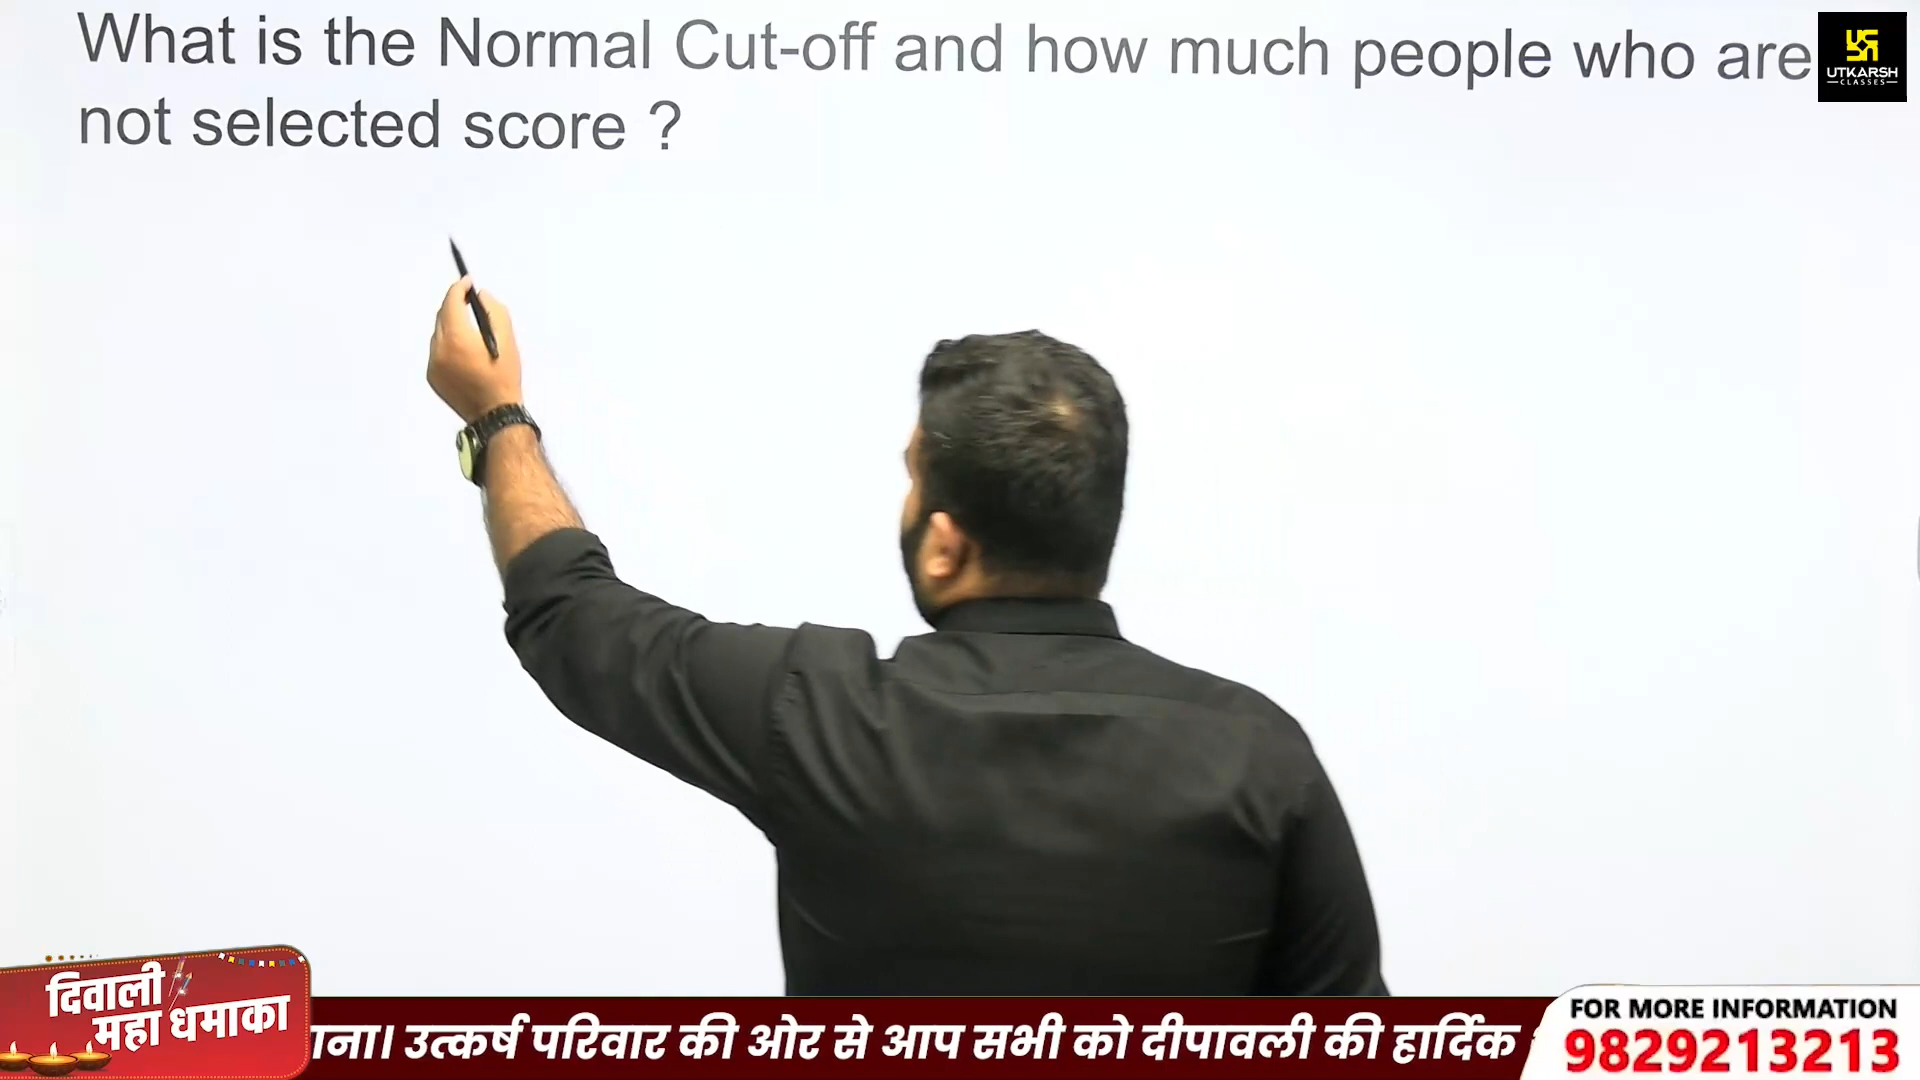 What is the Normal Cut-off and how much people who are
not selected score ?
UTKARSH
CLASSES
दिवाली
महा धमाका
ाना। उत्कर्ष परिवार की ओर से आप सभी को दीपावली की हार्दिक
FOR MORE INFORMATION
9829213213